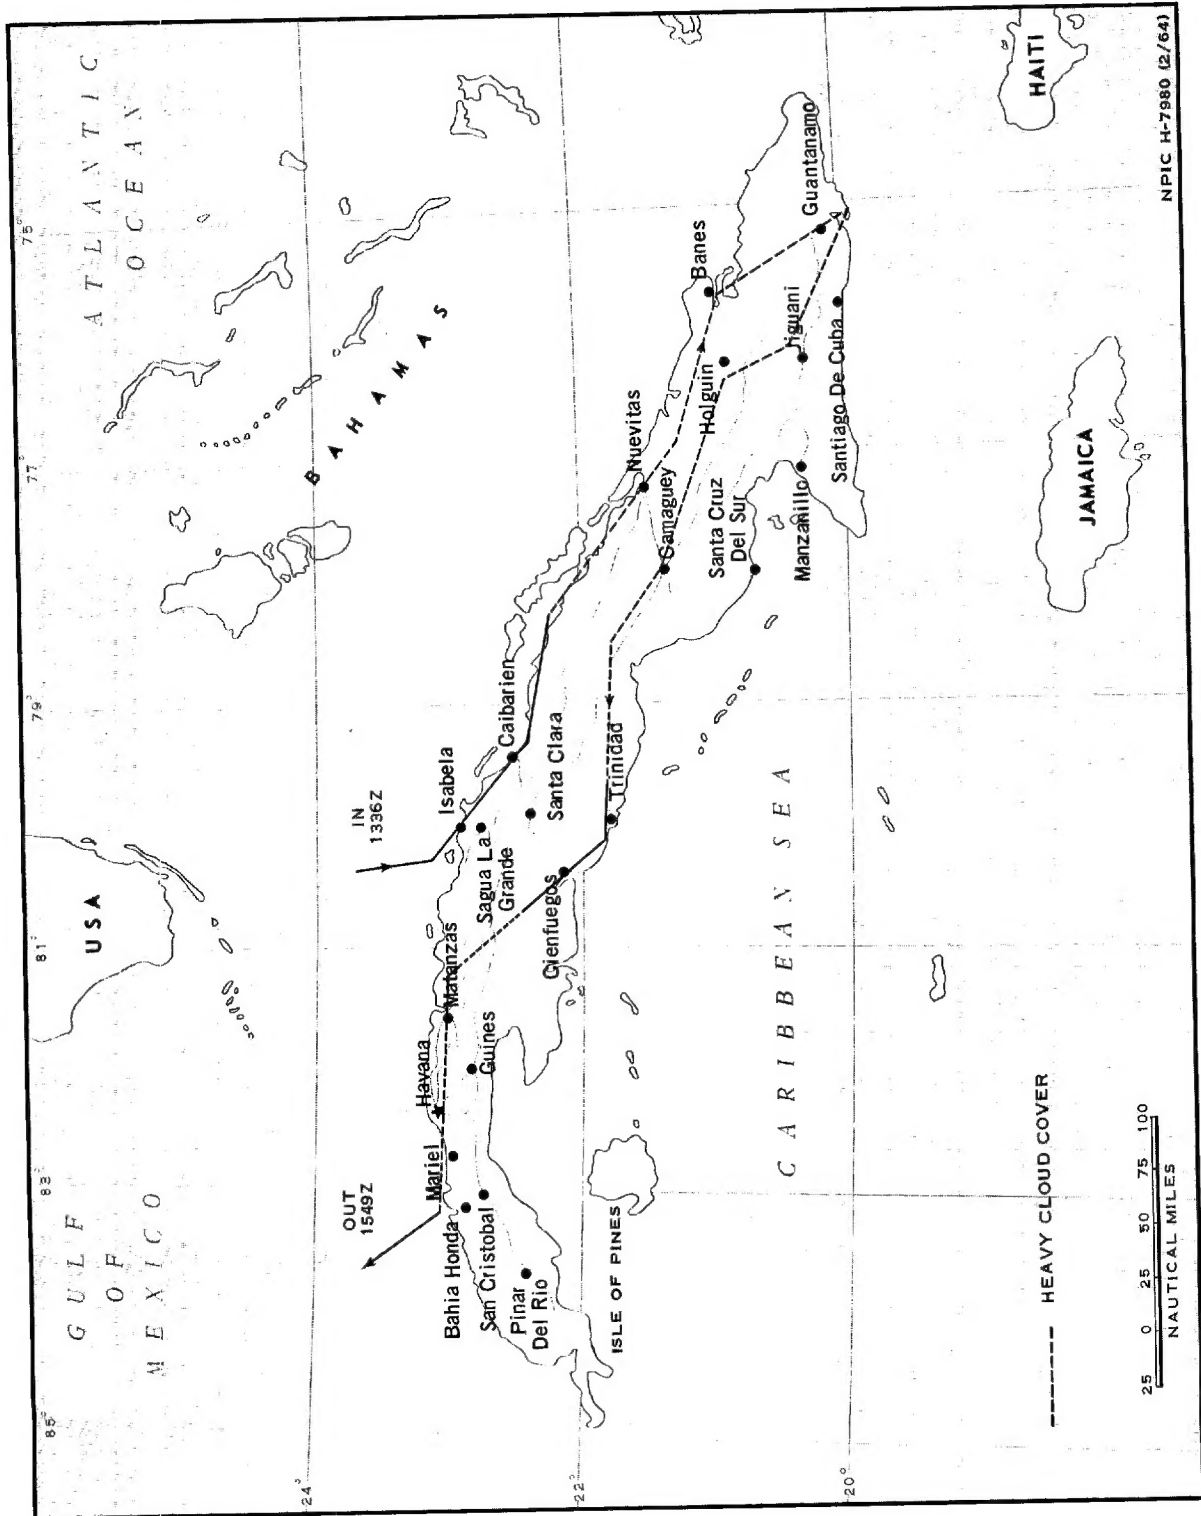 85°
83°
81°
79°
77°
75°
24°
22°
20°
GULF
OF
MEXICO
USA
ATLANTIC
OCEAN
BAHAMAS
OUT
1549Z
IN
1336Z
Mariel
Havana
Matanzas
Isabela
Caibarien
Bahia Honda
San Cristobal
Pinar
Del Rio
Guines
Sagua La
Grande
Santa Clara
Cienfuegos
Trinidad
Nuevitas
Camaguey
Santa Cruz
Del Sur
Holguin
Banes
Manzanillo
Jiguani
Guantanamo
Santiago De Cuba
ISLE OF PINES
CARIBBEAN SEA
JAMAICA
HAITI
HEAVY CLOUD COVER
25 0 25 50 75 100
NAUTICAL MILES
NPIC H-7980 (2/64)